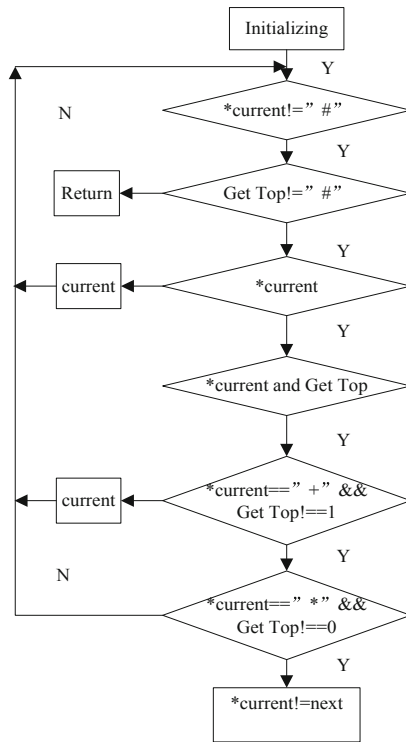 Initializing
Y
N
*current!=” #”
Y
Return
Get Top!=” #”
Y
current
*current
Y
*current and Get Top
Y
current
*current==” +” &&
Get Top!==1
Y
N
*current==” *” &&
Get Top!==0
Y
*current!=next